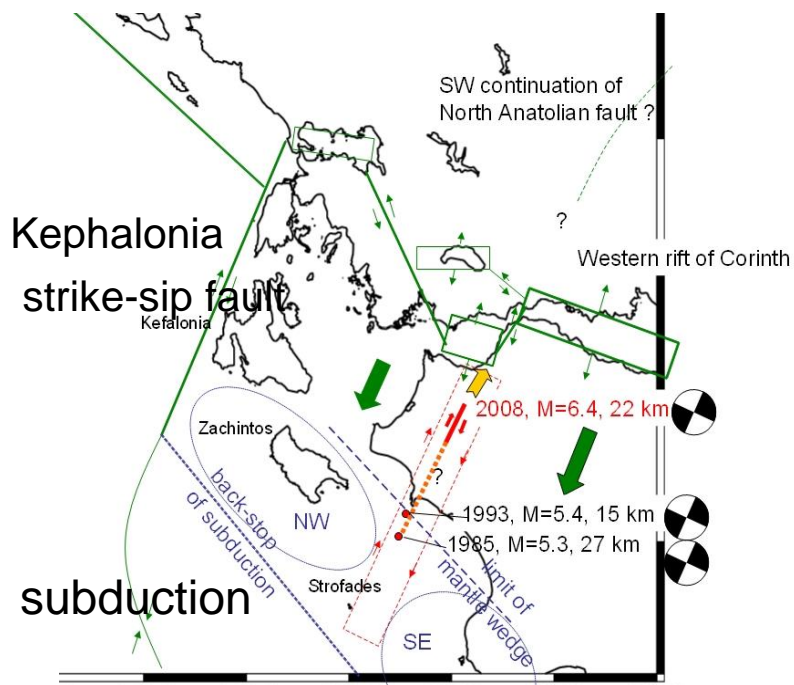 SW continuation of
North Anatolian fault ?
?
Western rift of Corinth
Kephalonia
strike-sip fault
Kefalonia
2008, M=6.4, 22 km
Zachintos
?
back-stop
of subduction
NW
1993, M=5.4, 15 km
1985, M=5.3, 27 km
limit of
mantle wedge
Strofades
subduction
SE